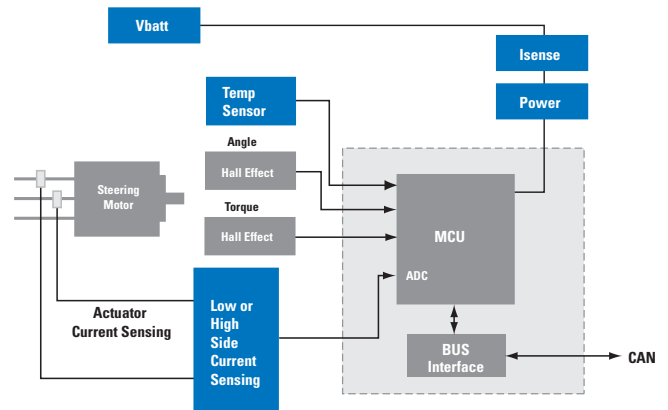 Vbatt
Isense
Power
Temp
Sensor
Angle
Hall Effect
Torque
Hall Effect
Steering
Motor
MCU
ADC
Low or
High
Side
Current
Sensing
Actuator
Current Sensing
BUS
Interface
CAN